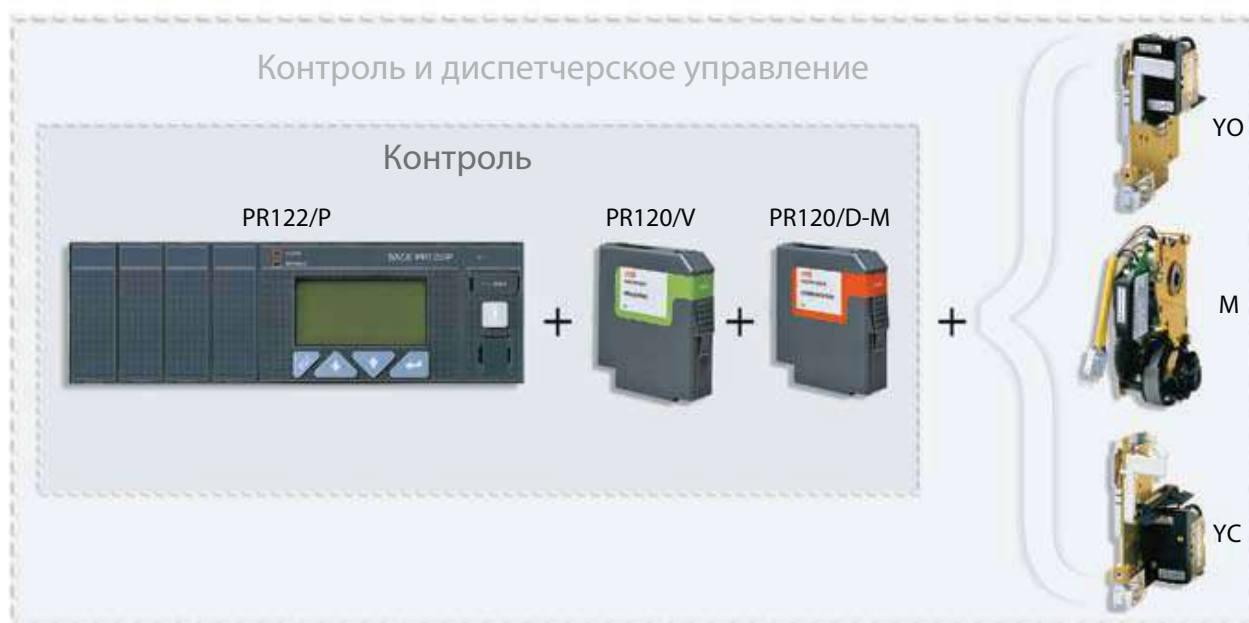 Контроль и диспетчерское управление
YO
Контроль
PR122/P
PR120/V
PR120/D-M
+
+
+
M
YC